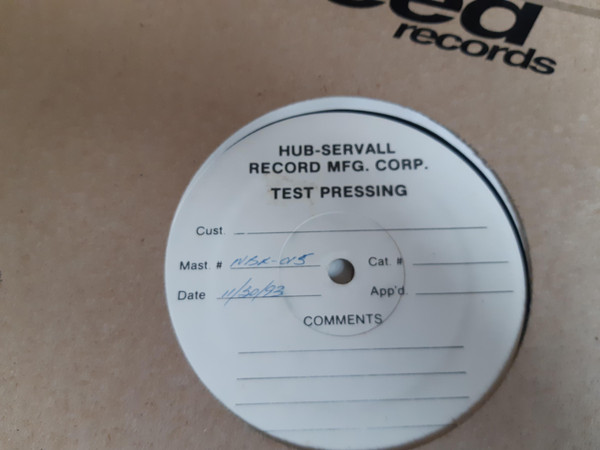 records
HUB-SERVALL
RECORD MFG. CORP.
TEST PRESSING
Cust.
Mast. # Cat. #
Date 11/30/93 App'd.
COMMENTS